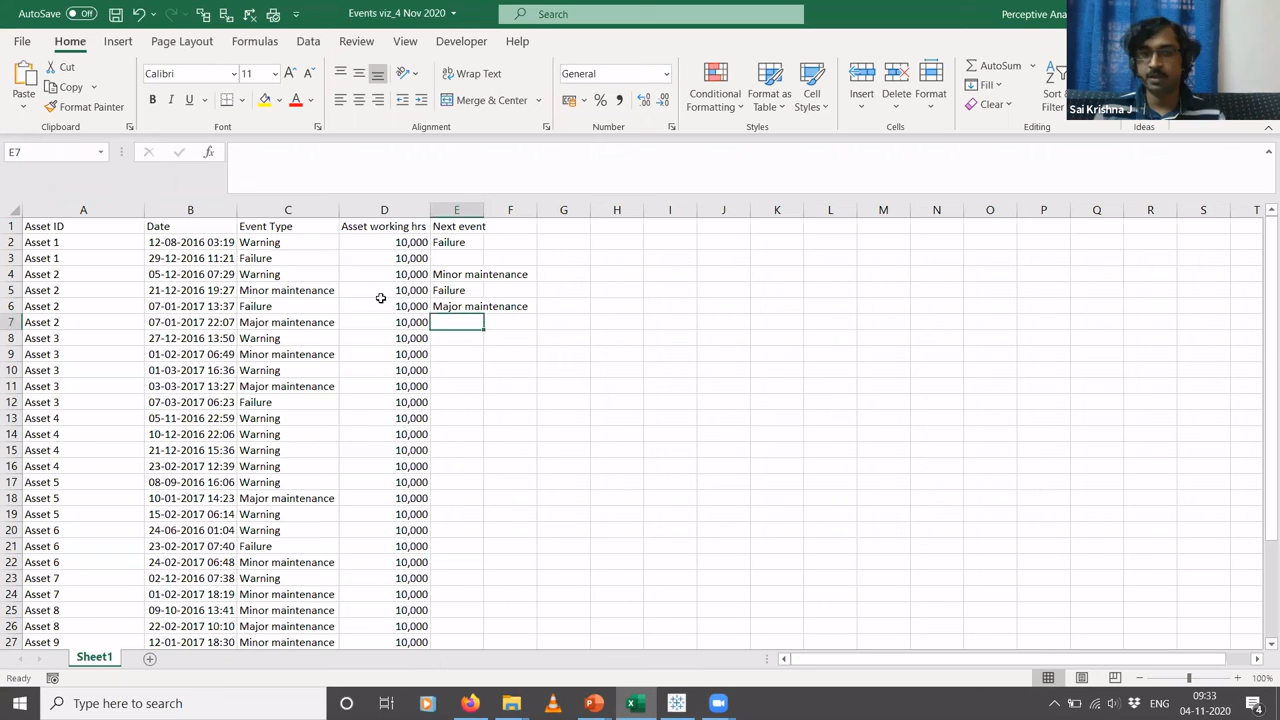 AutoSave Off Events viz_4 Nov 2020 Search Perceptive Ana
File Home Insert Page Layout Formulas Data Review View Developer Help
Paste Cut Copy Format Painter
Calibri 11 Wrap Text General
B I U Merge & Center
Conditional Formatting Format as Table Cell Styles Insert Delete Format
AutoSum Fill Clear Sort Filter
Sai Krishna J
Clipboard Font Alignment Number Styles Cells Editing Ideas
E7 fx
A B C D E F G H I J K L M N O P Q R S T
1 Asset ID Date Event Type Asset working hrs Next event
2 Asset 1 12-08-2016 03:19 Warning 10,000 Failure
3 Asset 1 29-12-2016 11:21 Failure 10,000
4 Asset 2 05-12-2016 07:29 Warning 10,000 Minor maintenance
5 Asset 2 21-12-2016 19:27 Minor maintenance 10,000 Failure
6 Asset 2 07-01-2017 13:37 Failure 10,000 Major maintenance
7 Asset 2 07-01-2017 22:07 Major maintenance 10,000
8 Asset 3 27-12-2016 13:50 Warning 10,000
9 Asset 3 01-02-2017 06:49 Minor maintenance 10,000
10 Asset 3 01-03-2017 16:36 Warning 10,000
11 Asset 3 03-03-2017 13:27 Major maintenance 10,000
12 Asset 3 07-03-2017 06:23 Failure 10,000
13 Asset 4 05-11-2016 22:59 Warning 10,000
14 Asset 4 10-12-2016 22:06 Warning 10,000
15 Asset 4 21-12-2016 15:36 Warning 10,000
16 Asset 4 23-02-2017 12:39 Warning 10,000
17 Asset 5 08-09-2016 16:06 Warning 10,000
18 Asset 5 10-01-2017 14:23 Major maintenance 10,000
19 Asset 5 15-02-2017 06:14 Warning 10,000
20 Asset 6 24-06-2016 01:04 Warning 10,000
21 Asset 6 23-02-2017 07:40 Failure 10,000
22 Asset 6 24-02-2017 06:48 Minor maintenance 10,000
23 Asset 7 02-12-2016 07:38 Warning 10,000
24 Asset 7 01-02-2017 18:19 Minor maintenance 10,000
25 Asset 8 09-10-2016 13:41 Minor maintenance 10,000
26 Asset 8 22-02-2017 10:10 Major maintenance 10,000
27 Asset 9 12-01-2017 18:30 Minor maintenance 10,000
Sheet1
Ready 100%
Type here to search ENG 09:33
04-11-2020 4